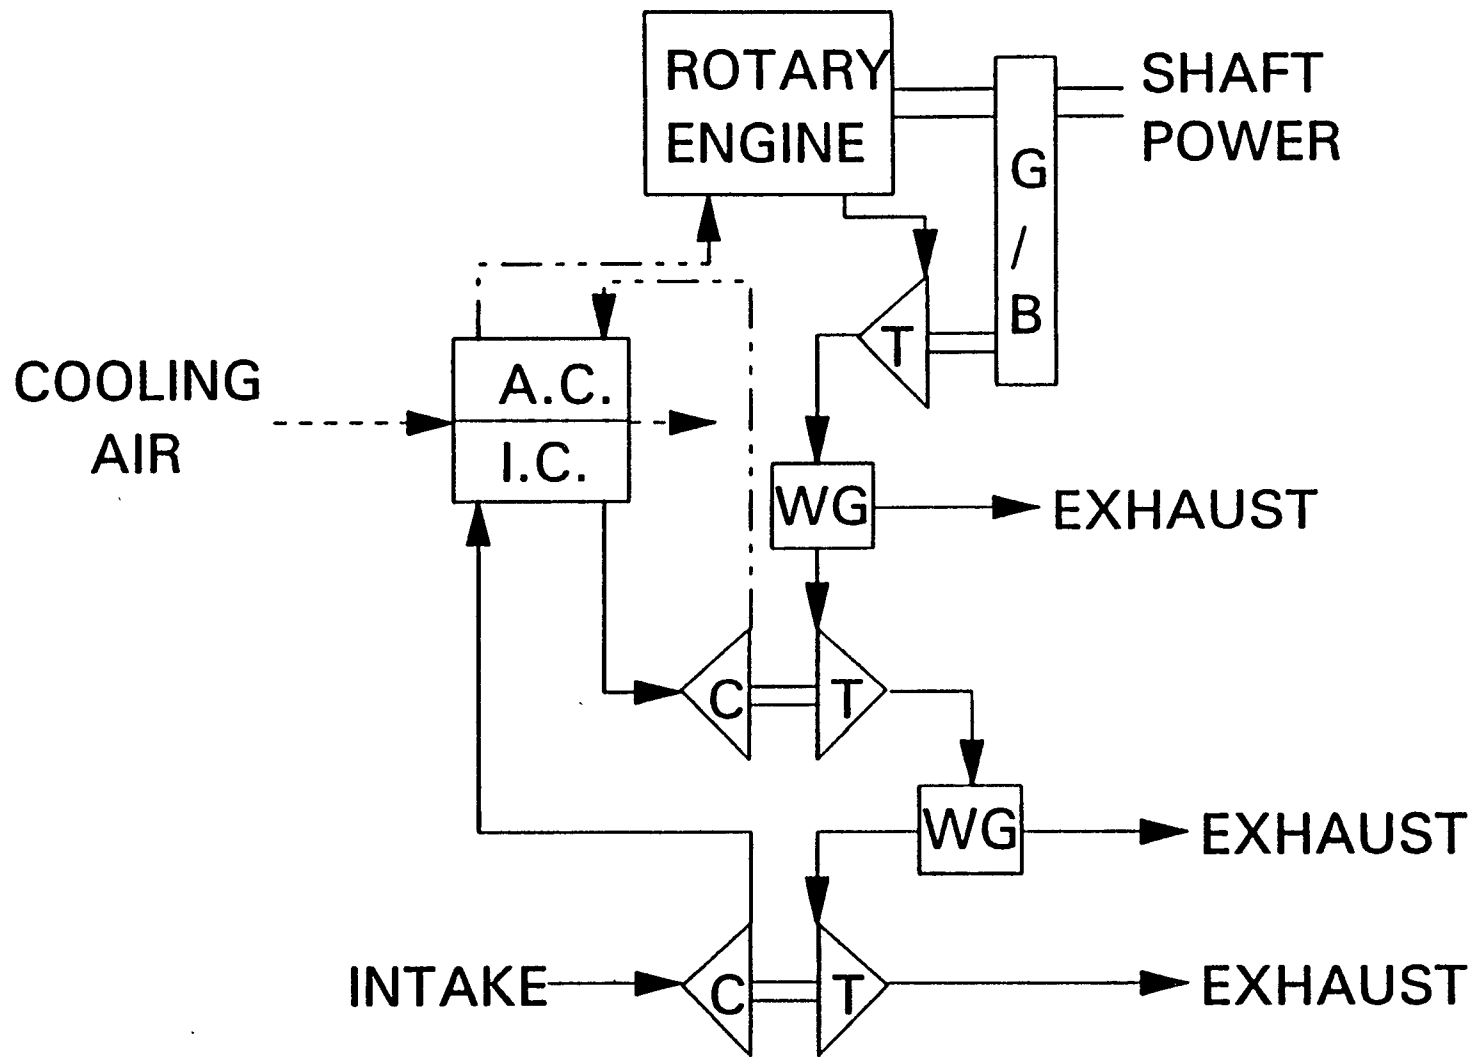 ROTARY
ENGINE
SHAFT
POWER
G
/
B
T
COOLING
AIR
A.C.
I.C.
WG
EXHAUST
C
T
WG
EXHAUST
INTAKE
C
T
EXHAUST